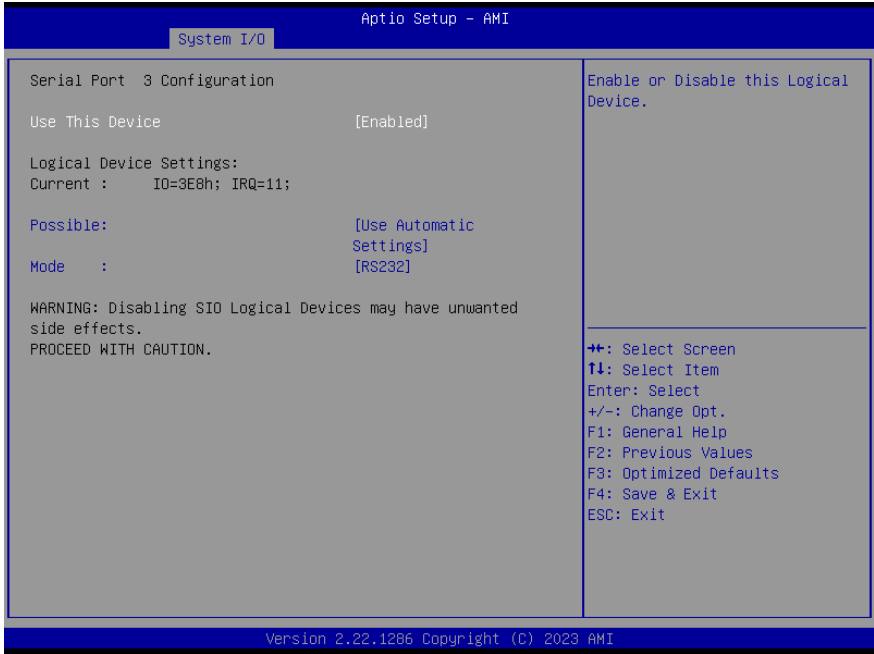 Aptio Setup – AMI
System I/O
Serial Port  3 Configuration
Use This Device [Enabled]
Logical Device Settings:
Current :     IO=3E8h; IRQ=11;
Possible: [Use Automatic
Settings]
Mode    : [RS232]
WARNING: Disabling SIO Logical Devices may have unwanted
side effects.
PROCEED WITH CAUTION.
Enable or Disable this Logical
Device.
→←: Select Screen
↑↓: Select Item
Enter: Select
+/-: Change Opt.
F1: General Help
F2: Previous Values
F3: Optimized Defaults
F4: Save & Exit
ESC: Exit
Version 2.22.1286 Copyright (C) 2023 AMI